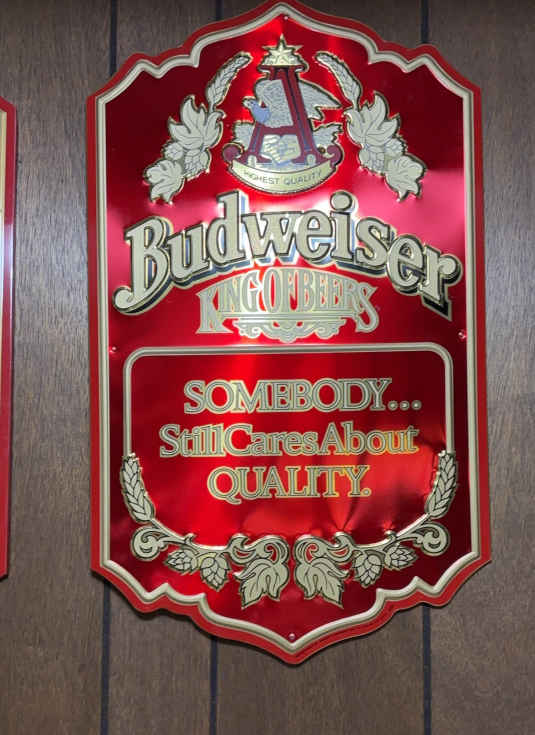 HIGHEST QUALITY
Budweiser
KING OF BEERS
SOMEBODY...
Still Cares About
QUALITY.